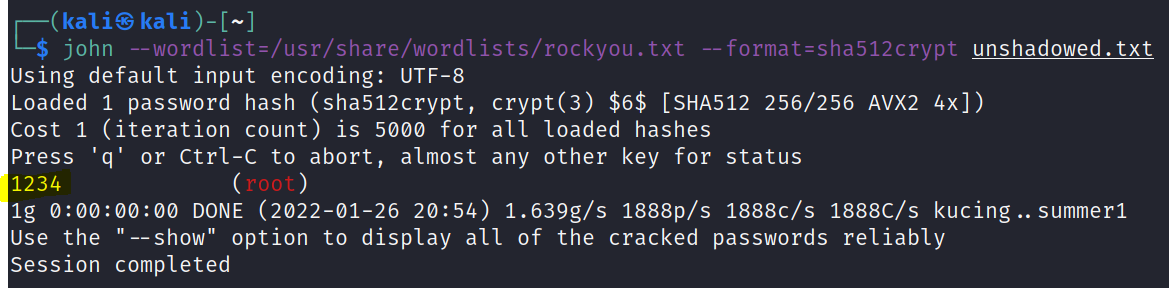 ┌──(kali㉿kali)-[~]
└─$ john --wordlist=/usr/share/wordlists/rockyou.txt --format=sha512crypt unshadowed.txt
Using default input encoding: UTF-8
Loaded 1 password hash (sha512crypt, crypt(3) $6$ [SHA512 256/256 AVX2 4x])
Cost 1 (iteration count) is 5000 for all loaded hashes
Press 'q' or Ctrl-C to abort, almost any other key for status
1234             (root)
1g 0:00:00:00 DONE (2022-01-26 20:54) 1.639g/s 1888p/s 1888c/s 1888C/s kucing..summer1
Use the "--show" option to display all of the cracked passwords reliably
Session completed